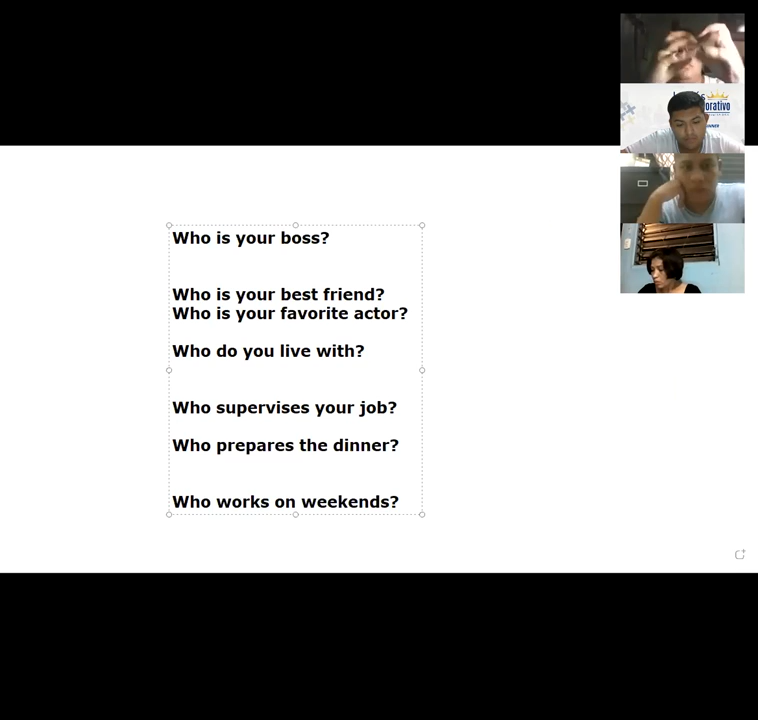 Who is your boss?
Who is your best friend?
Who is your favorite actor?
Who do you live with?
Who supervises your job?
Who prepares the dinner?
Who works on weekends?
orativo